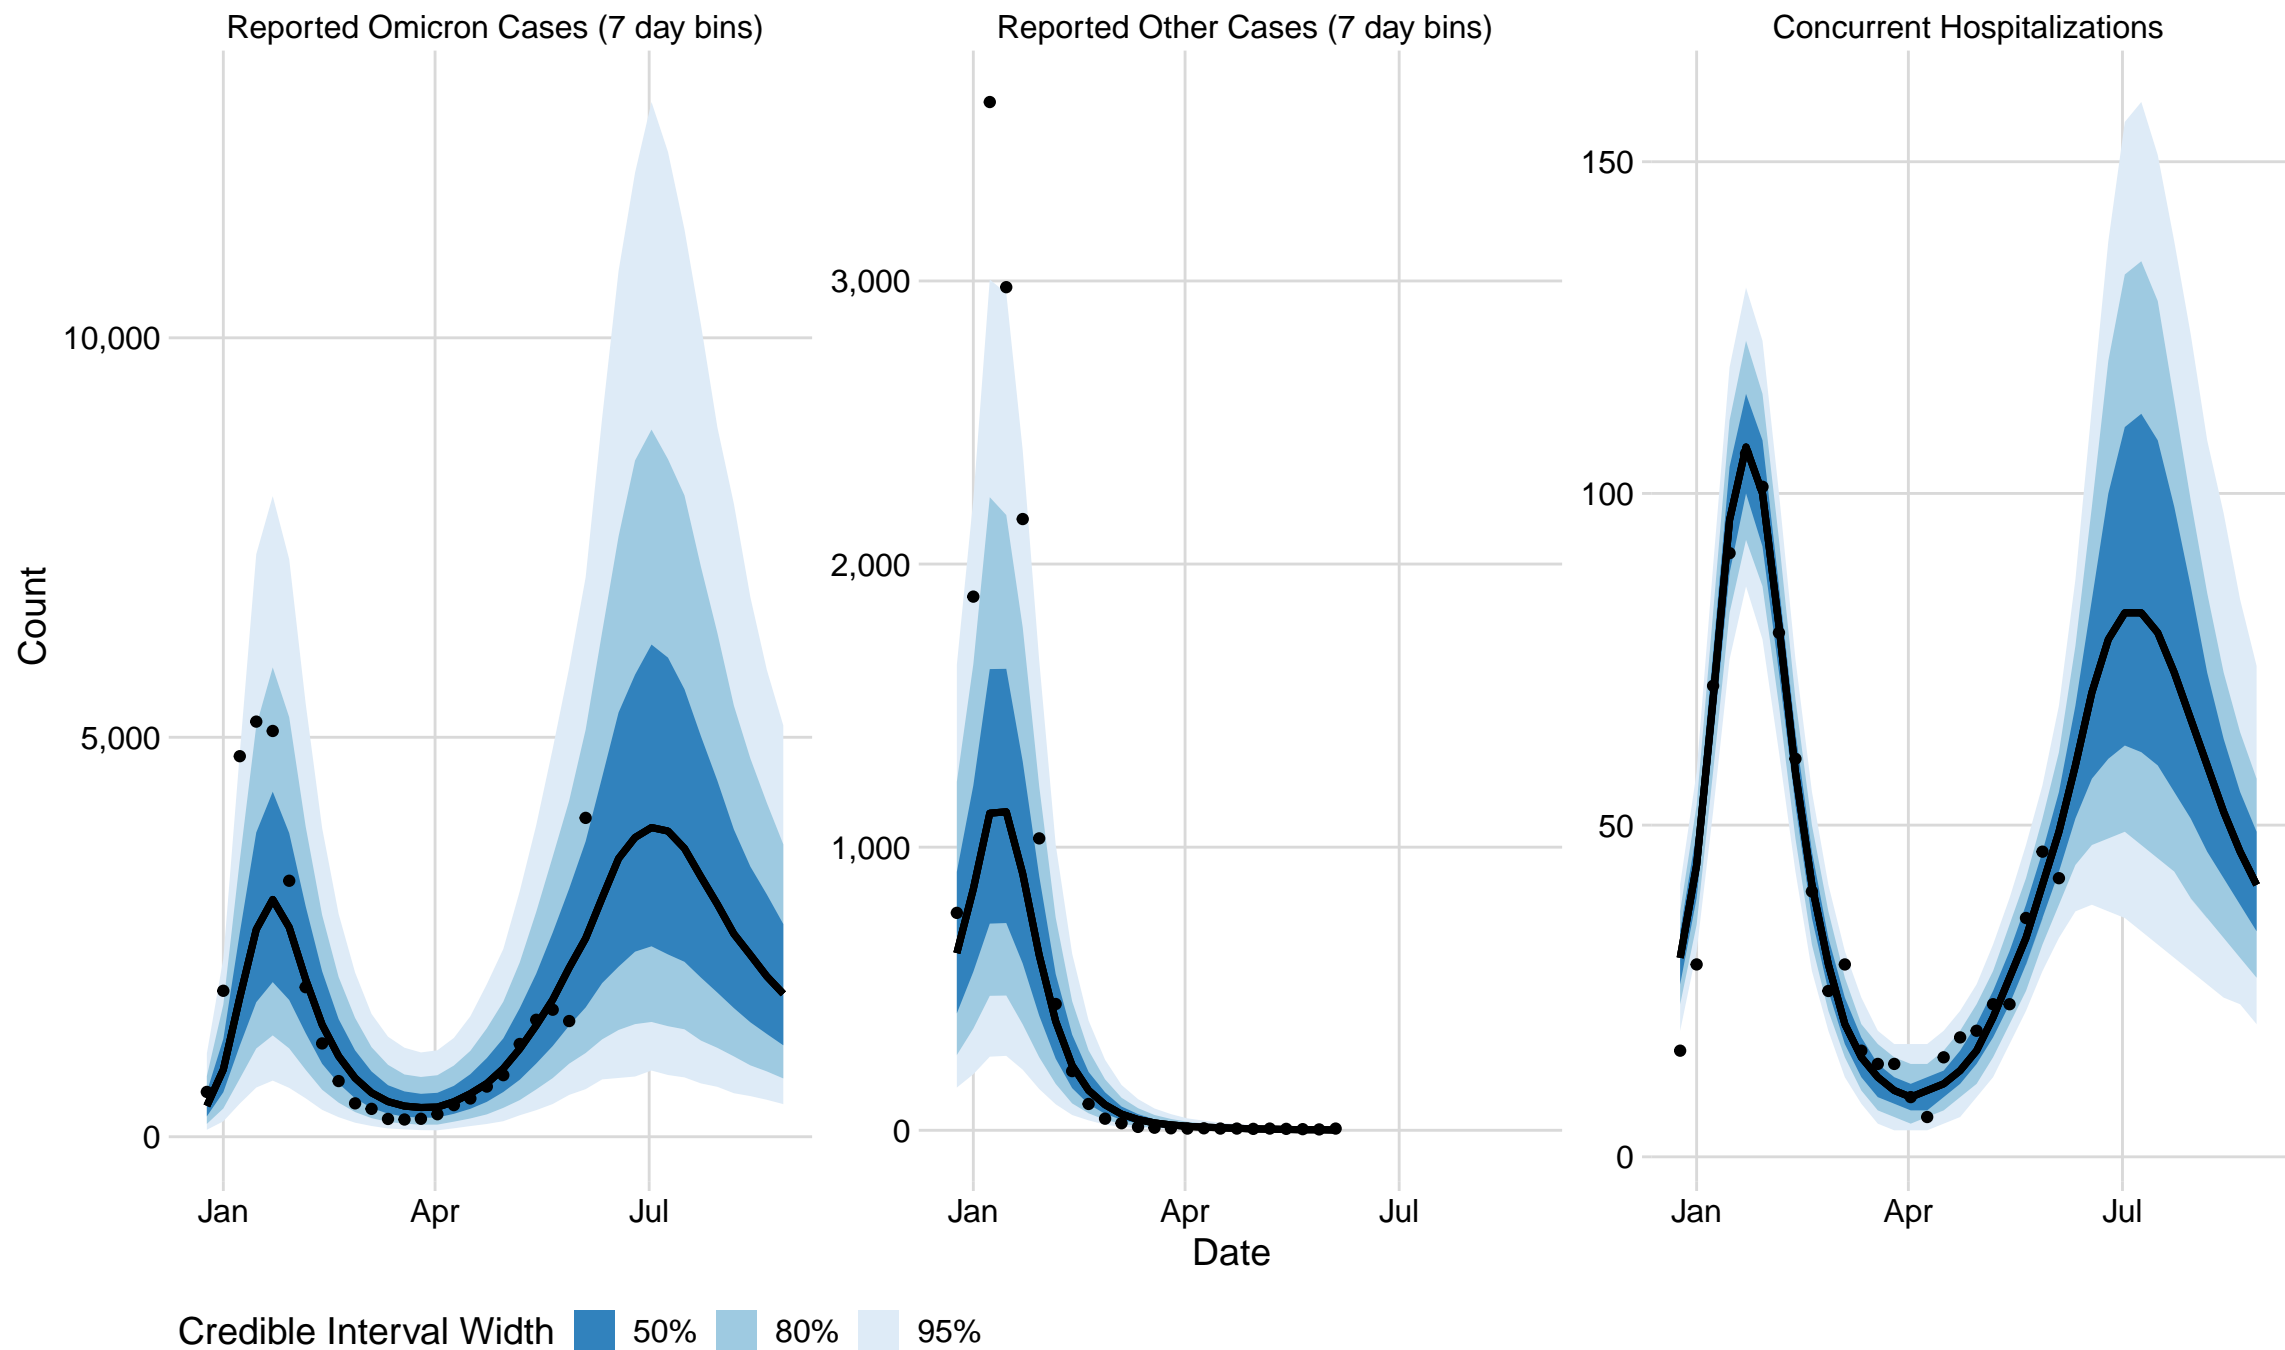 Reported Omicron Cases (7 day bins)
Reported Other Cases (7 day bins)
Concurrent Hospitalizations
Count
10,000
5,000
0
Jan
Apr
Jul
3,000
2,000
1,000
0
Jan
Apr
Jul
150
100
50
0
Jan
Apr
Jul
Date
Credible Interval Width 50% 80% 95%